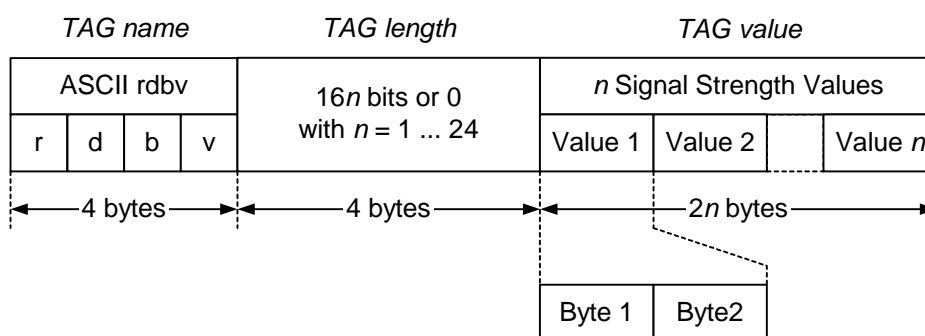 TAG name TAG length TAG value
ASCII rdbv
16n bits or 0
with n = 1 ... 24
n Signal Strength Values
r d b v
Value 1 Value 2 Value n
4 bytes 4 bytes 2n bytes
Byte 1 Byte2